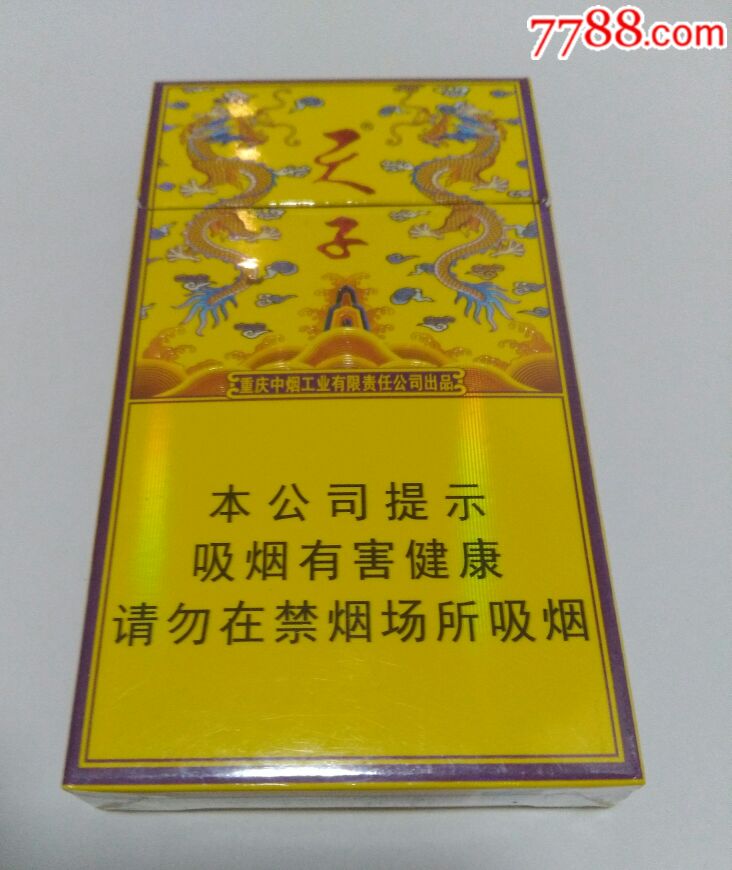 7788.com
天
子
®
重庆中烟工业有限责任公司出品
本公司提示
吸烟有害健康
请勿在禁烟场所吸烟